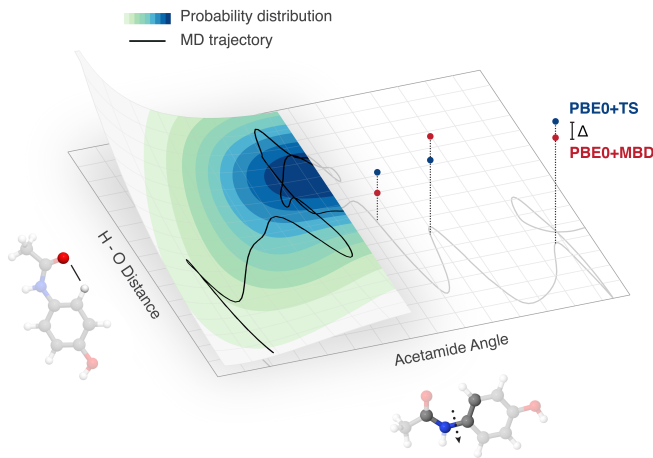 Probability distribution
MD trajectory
PBE0+TS
Δ
PBE0+MBD
H - O Distance
Acetamide Angle